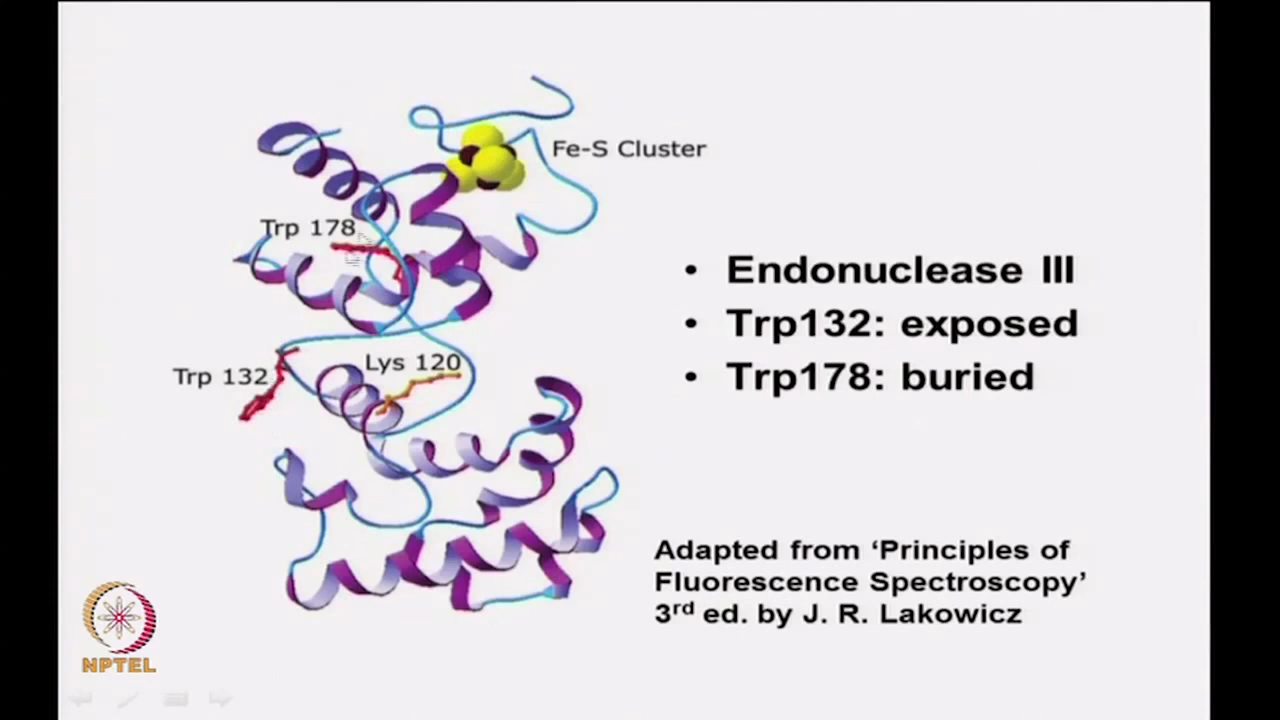 Fe-S Cluster
Trp 178
Lys 120
Trp 132
• Endonuclease III
• Trp132: exposed
• Trp178: buried
Adapted from ‘Principles of
Fluorescence Spectroscopy’
3rd ed. by J. R. Lakowicz
NPTEL